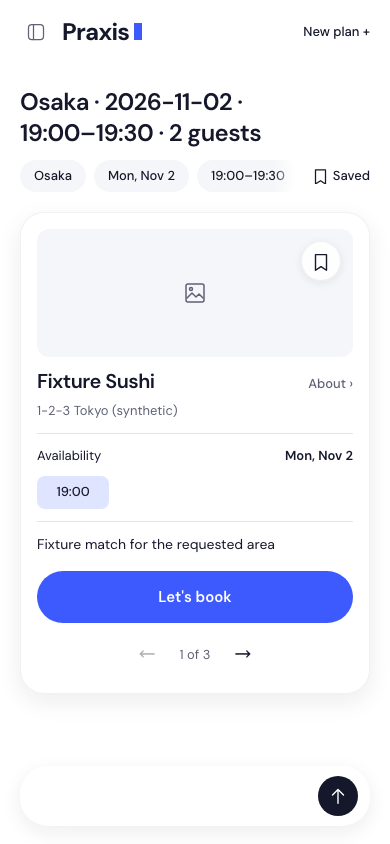 Praxis
New plan +
Osaka · 2026-11-02 ·
19:00–19:30 · 2 guests
Osaka
Mon, Nov 2
19:00–19:30
Saved
Fixture Sushi
About ›
1-2-3 Tokyo (synthetic)
Availability
Mon, Nov 2
19:00
Fixture match for the requested area
Let's book
← 1 of 3 →